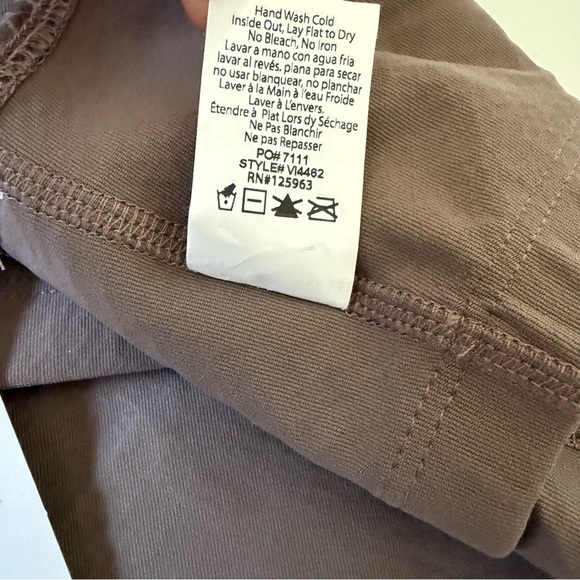 Hand Wash Cold
Inside Out, Lay Flat to Dry
No Bleach, No Iron
Lavar a mano con agua fria
lavar al revés, plana para secar
no usar blanquear, no planchar
Laver à la Main à l'eau Froide
Laver à L'envers.
Étendre à Plat Lors dy Séchage
Ne Pas Blanchir
Ne pas Repasser
PO# 7111
STYLE# VI4462
RN#125963